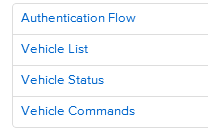 Authentication Flow
Vehicle List
Vehicle Status
Vehicle Commands